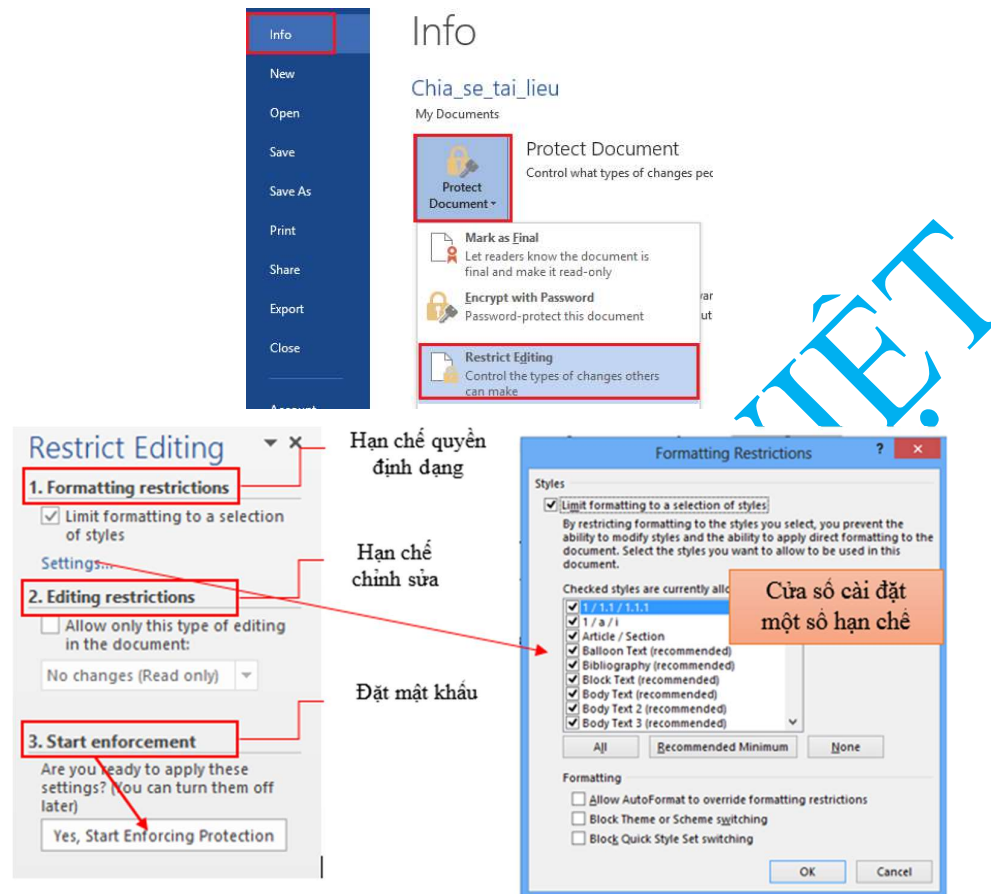 Info
New
Open
Save
Save As
Print
Share
Export
Close
Info
Chia_se_tai_lieu
My Documents
Protect
Document
Protect Document
Control what types of changes
Mark as Final
Let readers know the document is
final and make it read-only
Encrypt with Password
Password-protect this document
Restrict Editing
Control the types of changes others
can make
VIỆT
Restrict Editing
1. Formatting restrictions
Limit formatting to a selection
of styles
Settings...
2. Editing restrictions
Allow only this type of editing
in the document:
No changes (Read only)
3. Start enforcement
Are you ready to apply these
settings? (You can turn them off
later)
Yes, Start Enforcing Protection
Hạn chế quyền
định dạng
Hạn chế
chỉnh sửa
Đặt mật khẩu
Formatting Restrictions
?
Styles
Limit formatting to a selection of styles
By restricting formatting to the styles you select, you prevent the
ability to modify styles and the ability to apply direct formatting to the
document. Select the styles you want to allow to be used in this
document.
Checked styles are currently
1 / 1.1 / 1.1.1
1 / a / i
Article / Section
Balloon Text (recommended)
Bibliography (recommended)
Block Text (recommended)
Body Text (recommended)
Body Text 2 (recommended)
Body Text 3 (recommended)
Cửa sổ cài đặt
một số hạn chế
All
Recommended Minimum
None
Formatting
Allow AutoFormat to override formatting restrictions
Block Theme or Scheme switching
Block Quick Style Set switching
OK
Cancel